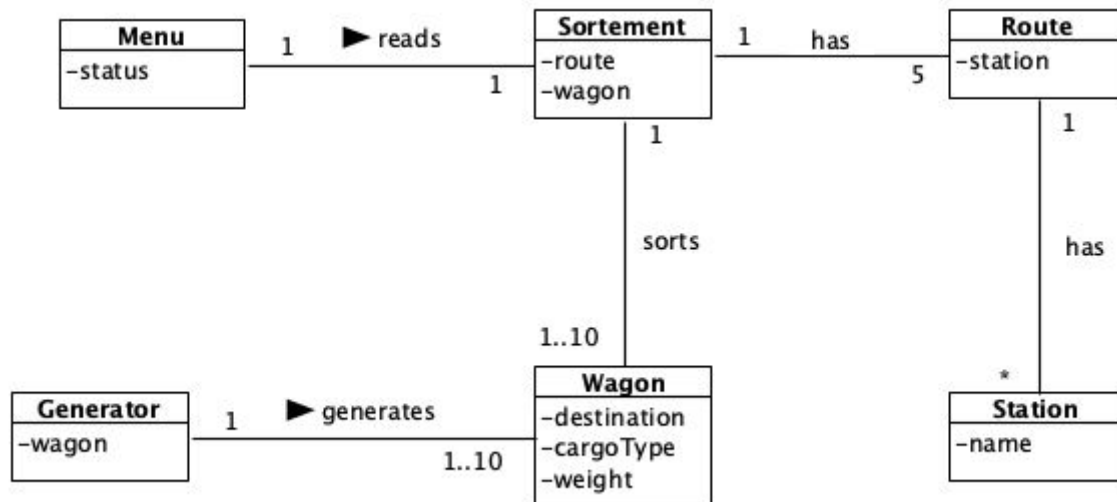 Menu
-status
1
▶ reads
1
Sortement
-route
-wagon
1
has
5
Route
-station
1
1
sorts
has
1..10
*
Generator
-wagon
1
▶ generates
1..10
Wagon
-destination
-cargoType
-weight
Station
-name